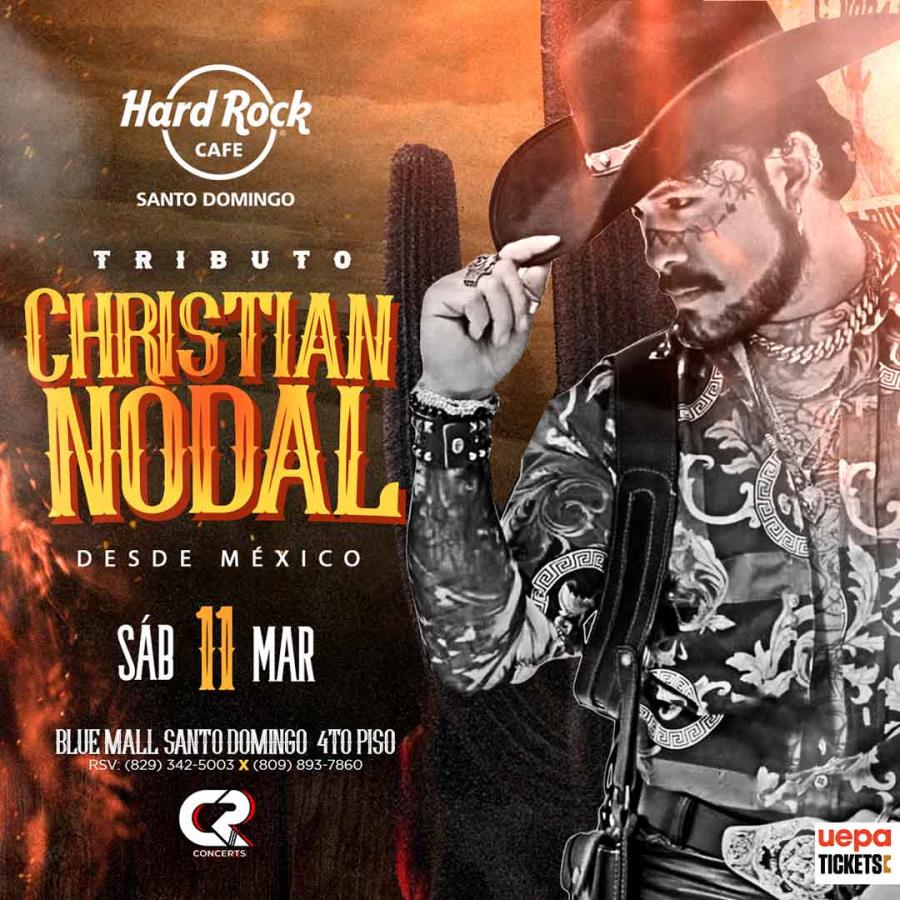 Hard Rock
CAFE
SANTO DOMINGO
TRIBUTO
CHRISTIAN
NODAL
DESDE MÉXICO
SÁB 11 MAR
BLUE MALL SANTO DOMINGO 4TO PISO
RSV: (829) 342-5003 X (809) 893-7860
CR
CONCERTS
uepa
TICKETS